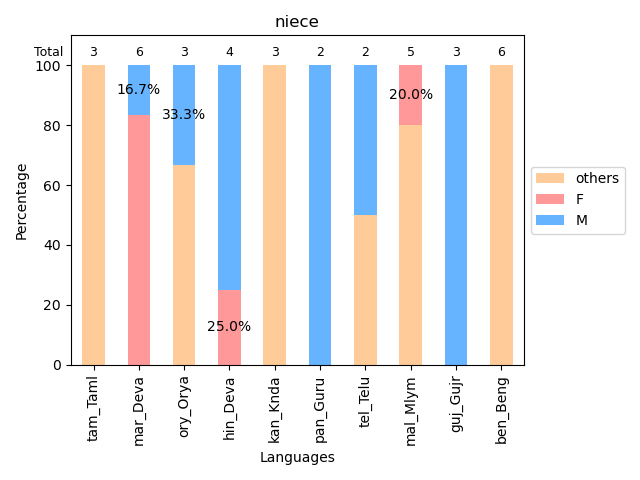 niece
Total 3 6 3 4 3 2 2 5 3 6
100
80
60
40
20
0
Percentage
16.7%
33.3%
25.0%
20.0%
tam_Taml
mar_Deva
ory_Orya
hin_Deva
kan_Knda
pan_Guru
tel_Telu
mal_Mlym
guj_Gujr
ben_Beng
Languages
others
F
M